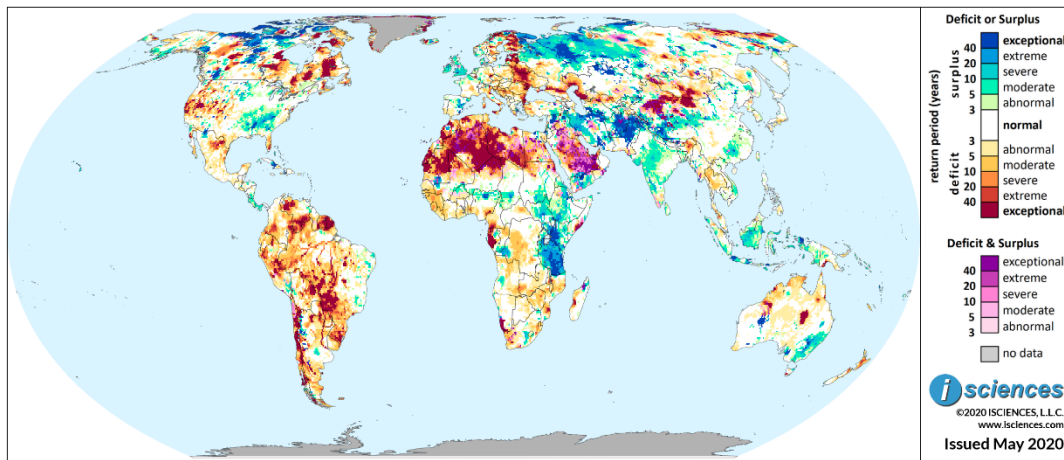 Deficit or Surplus
return period (years)
surplus
deficit
exceptional
40
extreme
20
severe
10
moderate
5
abnormal
3
normal
3
abnormal
5
moderate
10
severe
20
extreme
40
exceptional
Deficit & Surplus
exceptional
40
extreme
20
severe
10
moderate
5
abnormal
3
no data
i sciences
©2020 ISCIENCES, L.L.C.
www.isciences.com
Issued May 2020